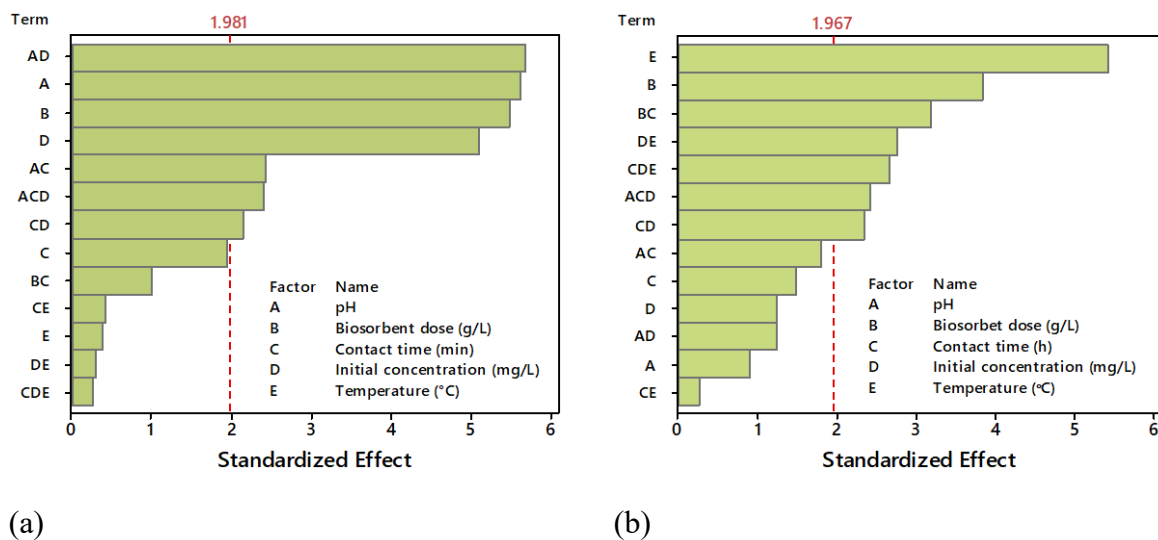 Term
1.981
AD
A
B
D
AC
ACD
CD
C
BC
CE
E
DE
CDE
Factor Name
A pH
B Biosorbent dose (g/L)
C Contact time (min)
D Initial concentration (mg/L)
E Temperature (°C)
0 1 2 3 4 5 6
Standardized Effect
(a)
Term
1.967
E
B
BC
DE
CDE
ACD
CD
AC
C
D
AD
A
CE
Factor Name
A pH
B Biosorbet dose (g/L)
C Contact time (h)
D Initial concentration (mg/L)
E Temperature (°C)
0 1 2 3 4 5 6
Standardized Effect
(b)